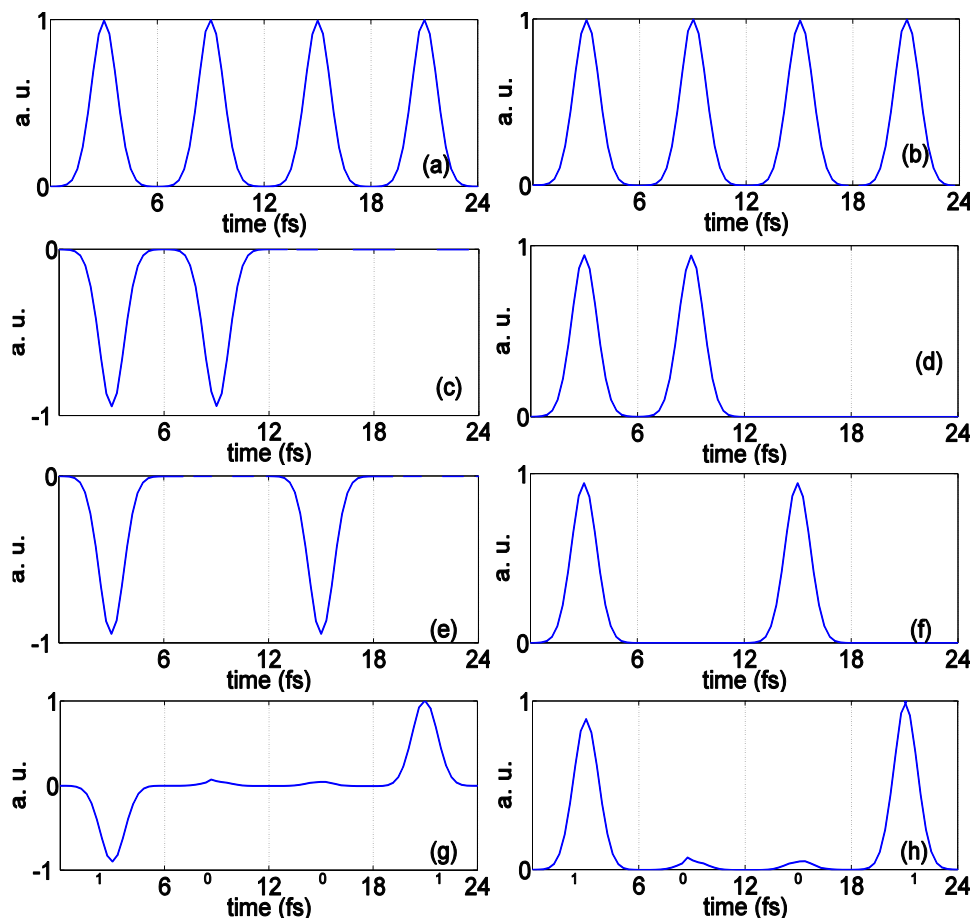 1 1
a. u. a. u.
(a) (b)
0 0
6 12 18 24 6 12 18 24
time (fs) time (fs)
0 1
a. u. a. u.
(c) (d)
-1 0
6 12 18 24 6 12 18 24
time (fs) time (fs)
0 1
a. u. a. u.
(e) (f)
-1 0
6 12 18 24 6 12 18 24
time (fs) time (fs)
1 1
a. u. a. u.
0
(g) (h)
-1 0
1 0 0 1 1 0 0 1
6 12 18 24 6 12 18 24
time (fs) time (fs)